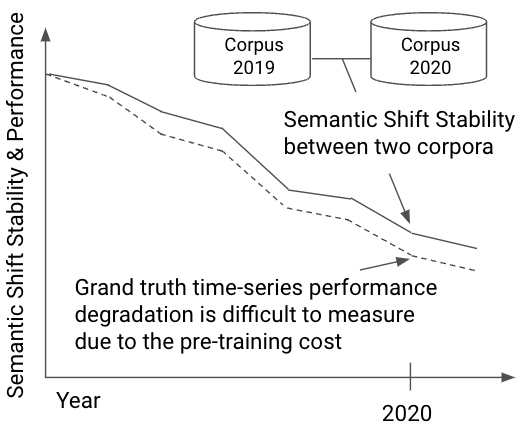 Semantic Shift Stability & Performance
Corpus
2019
Corpus
2020
Semantic Shift Stability
between two corpora
Grand truth time-series performance
degradation is difficult to measure
due to the pre-training cost
Year
2020